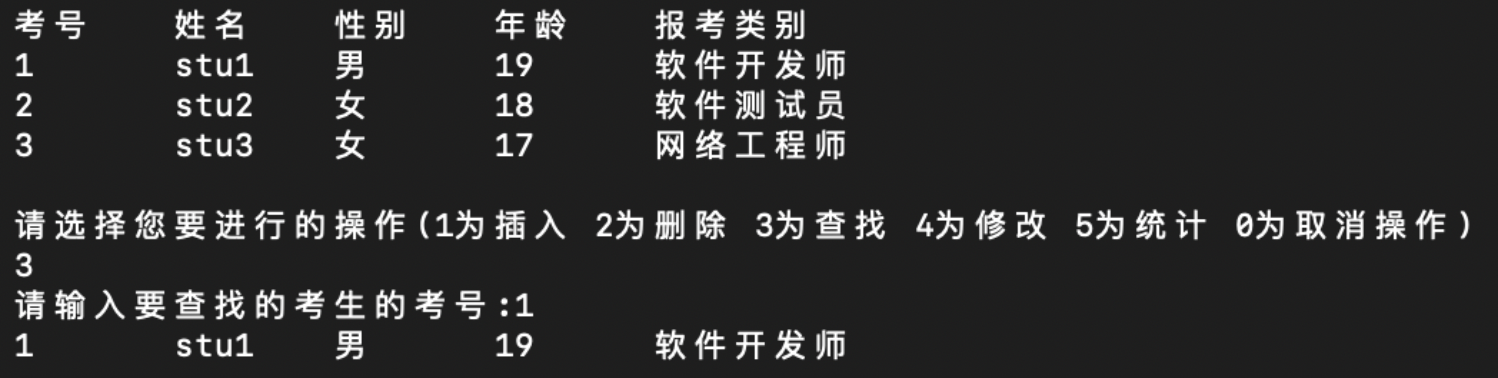 考号 姓名 性别 年龄 报考类别
1 stu1 男 19 软件开发师
2 stu2 女 18 软件测试员
3 stu3 女 17 网络工程师
请选择您要进行的操作(1为插入 2为删除 3为查找 4为修改 5为统计 0为取消操作)
3
请输入要查找的考生的考号:1
1 stu1 男 19 软件开发师